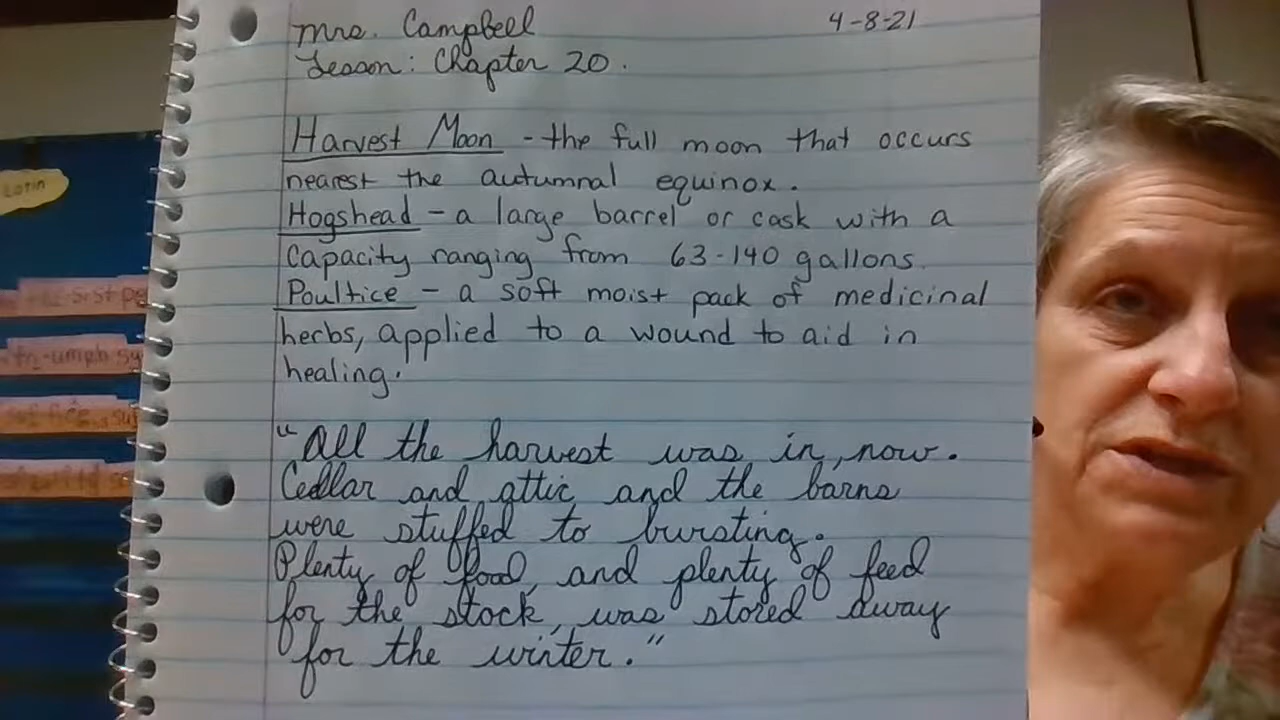 Mrs. Campbell
4-8-21
Lesson: Chapter 20.
Harvest Moon - the full moon that occurs
nearest the autumnal equinox.
Hogshead - a large barrel or cask with a
capacity ranging from 63-140 gallons.
Poultice - a soft moist pack of medicinal
herbs, applied to a wound to aid in
healing.
"All the harvest was in, now.
Cellar and attic and the barns
were stuffed to bursting.
Plenty of food, and plenty of feed
for the stock, was stored away
for the winter."
Latin